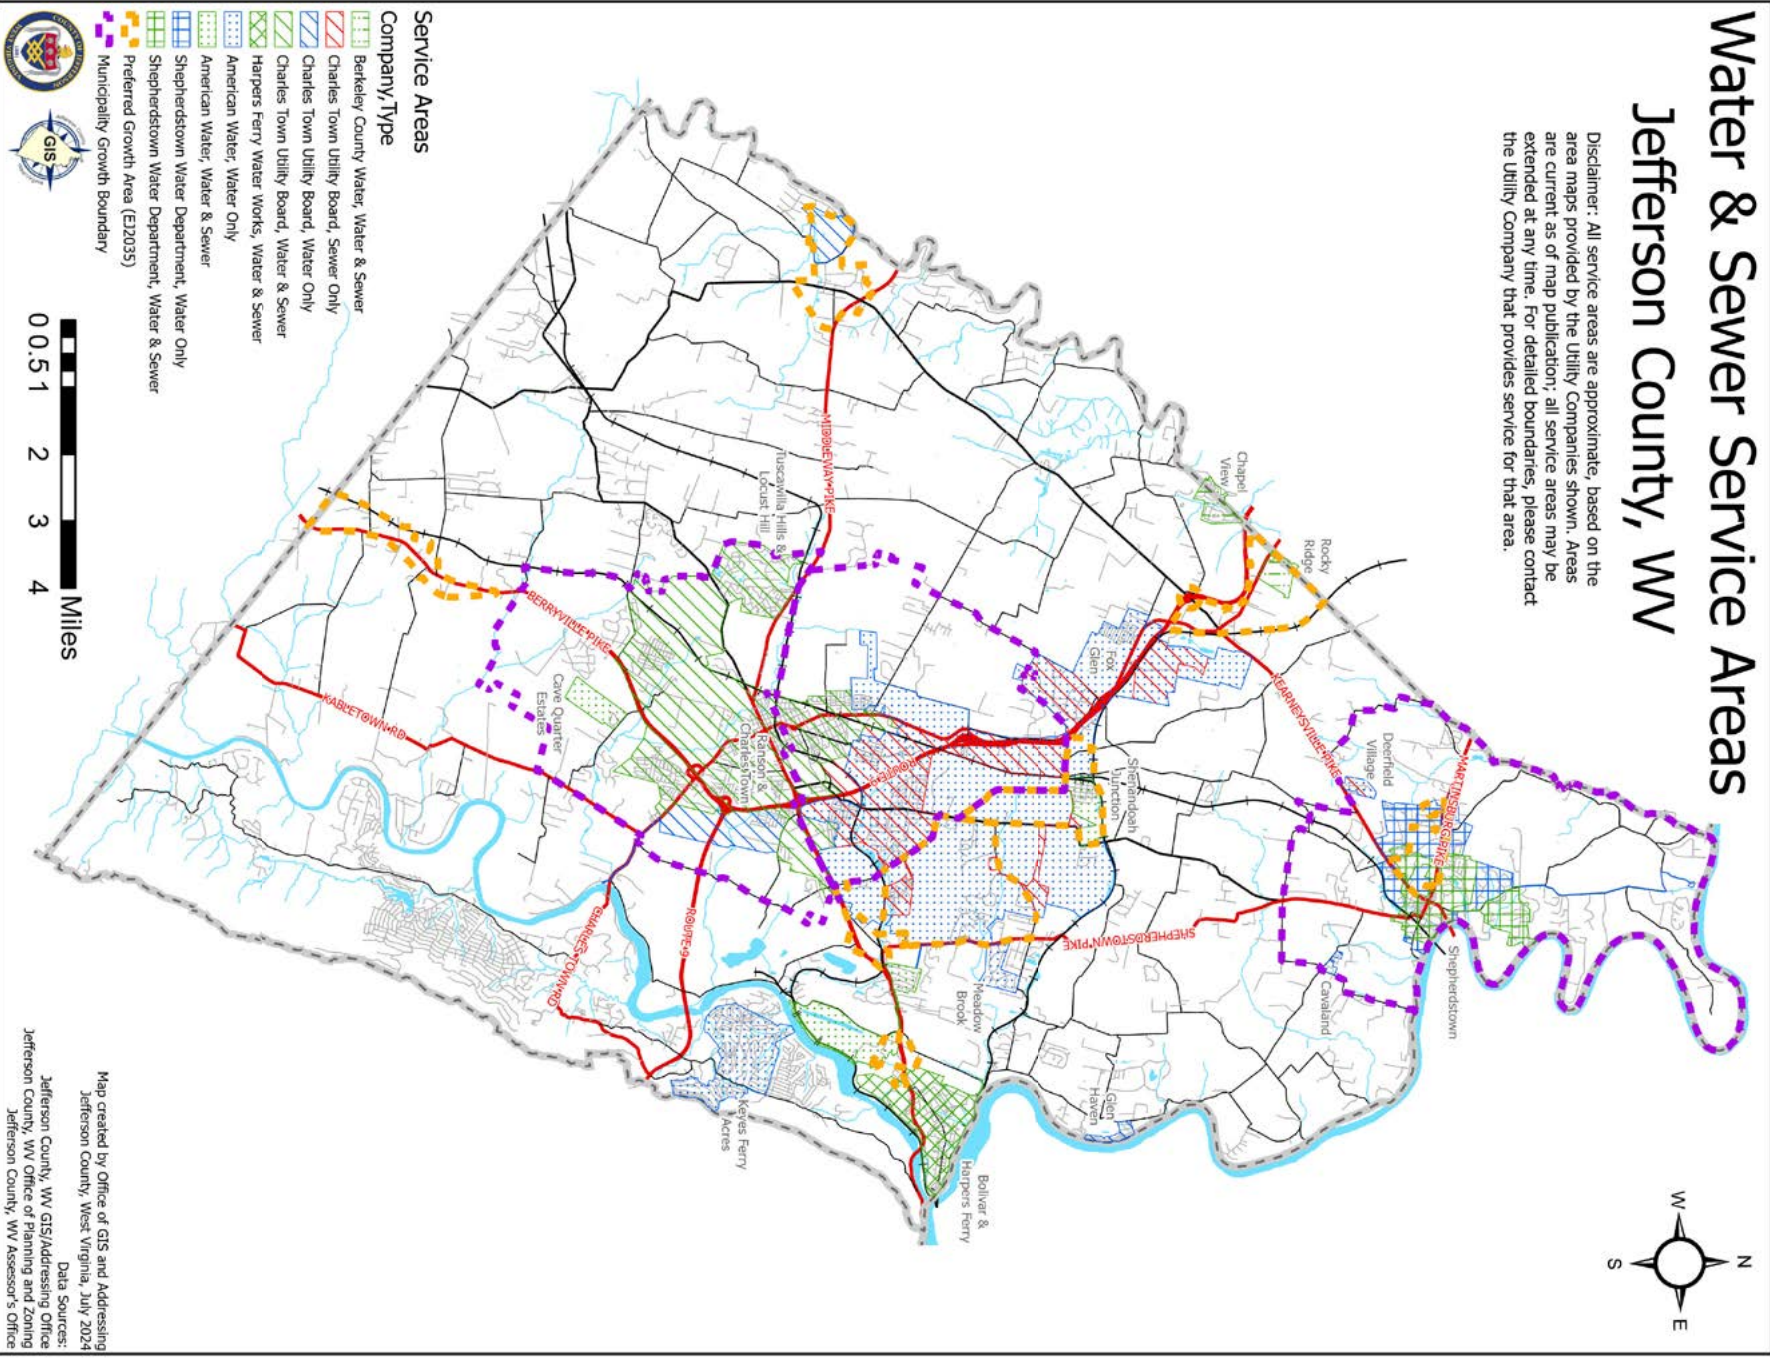 Water & Sewer Service Areas
Jefferson County, WV
Disclaimer: All service areas are approximate, based on the
area maps provided by the Utility Companies shown. Areas
are current as of map publication; all service areas may be
extended at any time. For detailed boundaries, please contact
the Utility Company that provides service for that area.
N
W
E
S
Chapel
View
Rocky
Ridge
KEARNEYSVILLE PIKE
Deerfield
Village
MARTINSBURG PIKE
Shepherdstown
Cavaland
Fox
Glen
Shenendoah
Junction
SHEPHERDSTOWN PIKE
Glen
Haven
Meadow
Brook
Bolivar &
Harpers Ferry
MIDDLEWAY PIKE
Tuscawilla Hills &
Locust Hill
ROUTE 9
Ranson &
Charles Town
Keyes Ferry
Acres
ROUTE 9
BERRYVILLE PIKE
Cave Quarter
Estates
CHARLES TOWN RD
KABLETOWN RD
Service Areas
Company,Type
Berkeley County Water, Water & Sewer
Charles Town Utility Board, Sewer Only
Charles Town Utility Board, Water Only
Charles Town Utility Board, Water & Sewer
Harpers Ferry Water Works, Water & Sewer
American Water, Water Only
American Water, Water & Sewer
Shepherdstown Water Department, Water Only
Shepherdstown Water Department, Water & Sewer
Preferred Growth Area (EJ2035)
Municipality Growth Boundary
GIS
0 0.5 1 2 3 4
Miles
Map created by Office of GIS and Addressing
Jefferson County, West Virginia, July 2024
Data Sources:
Jefferson County, WV GIS/Addressing Office
Jefferson County, WV Office of Planning and Zoning
Jefferson County, WV Assessor's Office